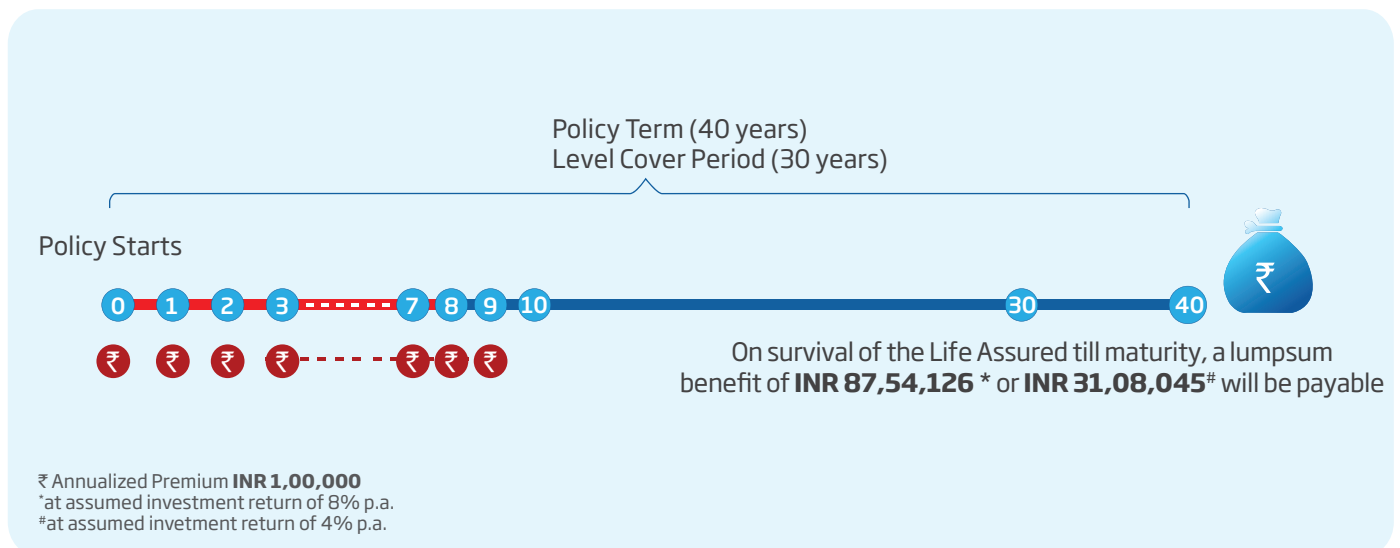 Policy Term (40 years)
Level Cover Period (30 years)
Policy Starts
₹
0 1 2 3 7 8 9 10 30 40
₹ ₹ ₹ ₹ ₹ ₹ ₹
On survival of the Life Assured till maturity, a lumpsum
benefit of INR 87,54,126 * or INR 31,08,045# will be payable
₹ Annualized Premium INR 1,00,000
*at assumed investment return of 8% p.a.
#at assumed invetment return of 4% p.a.